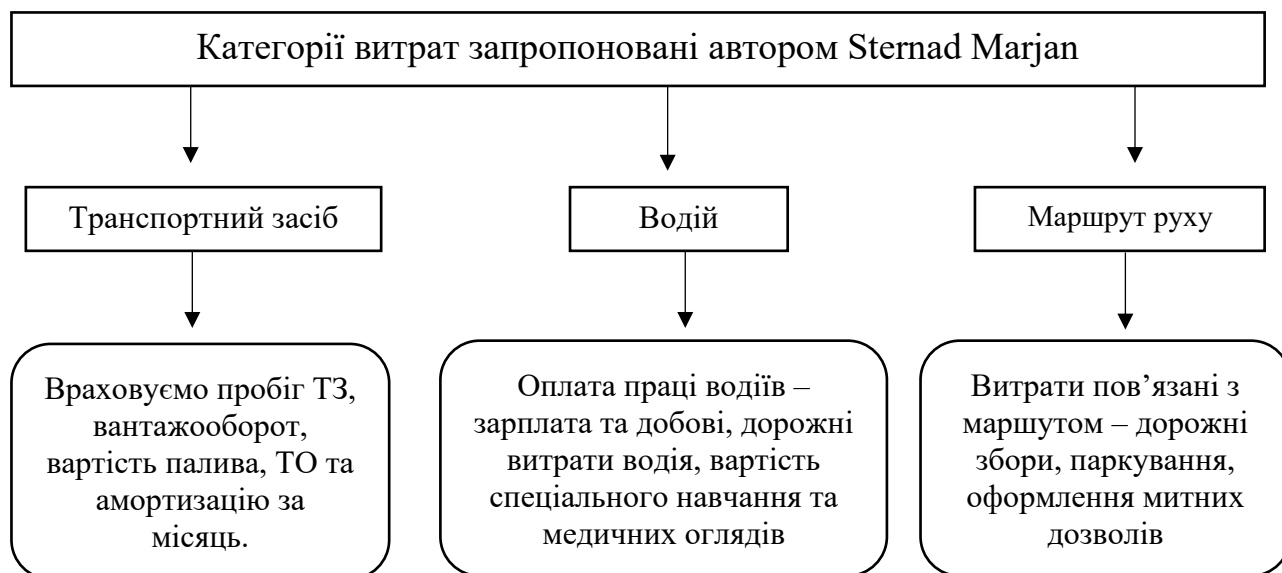 Категорії витрат запропоновані автором Sternad Marjan
Транспортний засіб
Водій
Маршрут руху
Враховуємо пробіг ТЗ,
вантажооборот,
вартість палива, ТО та
амортизацію за
місяць.
Оплата праці водіїв –
зарплата та добові, дорожні
витрати водія, вартість
спеціального навчання та
медичних оглядів
Витрати пов’язані з
маршутом – дорожні
збори, паркування,
оформлення митних
дозволів